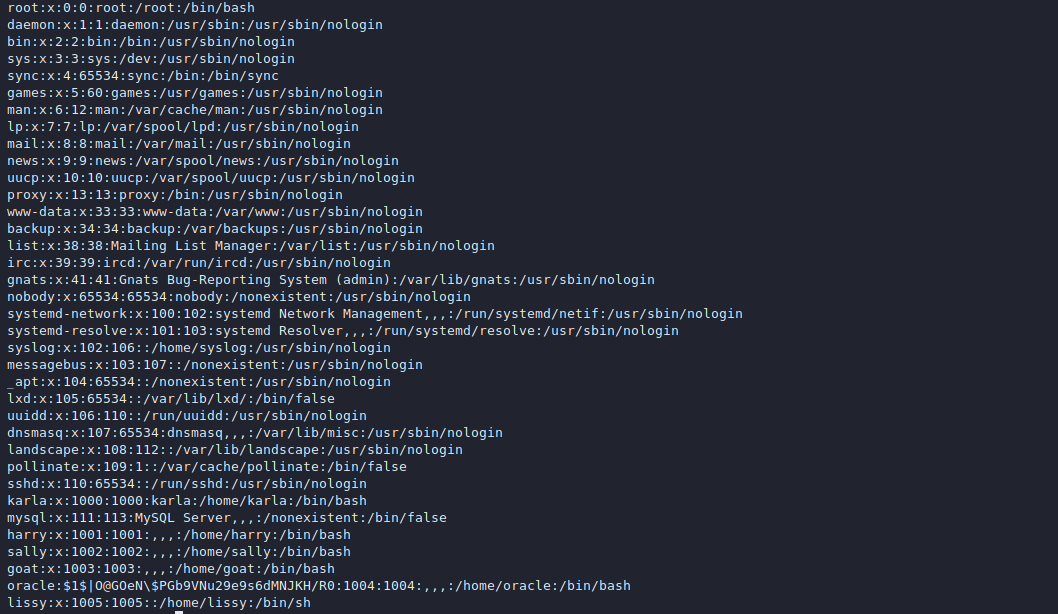 root:x:0:0:root:/root:/bin/bash
daemon:x:1:1:daemon:/usr/sbin:/usr/sbin/nologin
bin:x:2:2:bin:/bin:/usr/sbin/nologin
sys:x:3:3:sys:/dev:/usr/sbin/nologin
sync:x:4:65534:sync:/bin:/bin/sync
games:x:5:60:games:/usr/games:/usr/sbin/nologin
man:x:6:12:man:/var/cache/man:/usr/sbin/nologin
lp:x:7:7:lp:/var/spool/lpd:/usr/sbin/nologin
mail:x:8:8:mail:/var/mail:/usr/sbin/nologin
news:x:9:9:news:/var/spool/news:/usr/sbin/nologin
uucp:x:10:10:uucp:/var/spool/uucp:/usr/sbin/nologin
proxy:x:13:13:proxy:/bin:/usr/sbin/nologin
www-data:x:33:33:www-data:/var/www:/usr/sbin/nologin
backup:x:34:34:backup:/var/backups:/usr/sbin/nologin
list:x:38:38:Mailing List Manager:/var/list:/usr/sbin/nologin
irc:x:39:39:ircd:/var/run/ircd:/usr/sbin/nologin
gnats:x:41:41:Gnats Bug-Reporting System (admin):/var/lib/gnats:/usr/sbin/nologin
nobody:x:65534:65534:nobody:/nonexistent:/usr/sbin/nologin
systemd-network:x:100:102:systemd Network Management,,,:/run/systemd/netif:/usr/sbin/nologin
systemd-resolve:x:101:103:systemd Resolver,,,:/run/systemd/resolve:/usr/sbin/nologin
syslog:x:102:106::/home/syslog:/usr/sbin/nologin
messagebus:x:103:107::/nonexistent:/usr/sbin/nologin
_apt:x:104:65534::/nonexistent:/usr/sbin/nologin
lxd:x:105:65534::/var/lib/lxd/:/bin/false
uuidd:x:106:110::/run/uuidd:/usr/sbin/nologin
dnsmasq:x:107:65534:dnsmasq,,,:/var/lib/misc:/usr/sbin/nologin
landscape:x:108:112::/var/lib/landscape:/usr/sbin/nologin
pollinate:x:109:1::/var/cache/pollinate:/bin/false
sshd:x:110:65534::/run/sshd:/usr/sbin/nologin
karla:x:1000:1000:karla:/home/karla:/bin/bash
mysql:x:111:113:MySQL Server,,,:/nonexistent:/bin/false
harry:x:1001:1001:,,,:/home/harry:/bin/bash
sally:x:1002:1002:,,,:/home/sally:/bin/bash
goat:x:1003:1003:,,,:/home/goat:/bin/bash
oracle:$1$|O@GOeN\$PGb9VNu29e9s6dMNJKH/R0:1004:1004:,,,:/home/oracle:/bin/bash
lissy:x:1005:1005::/home/lissy:/bin/sh